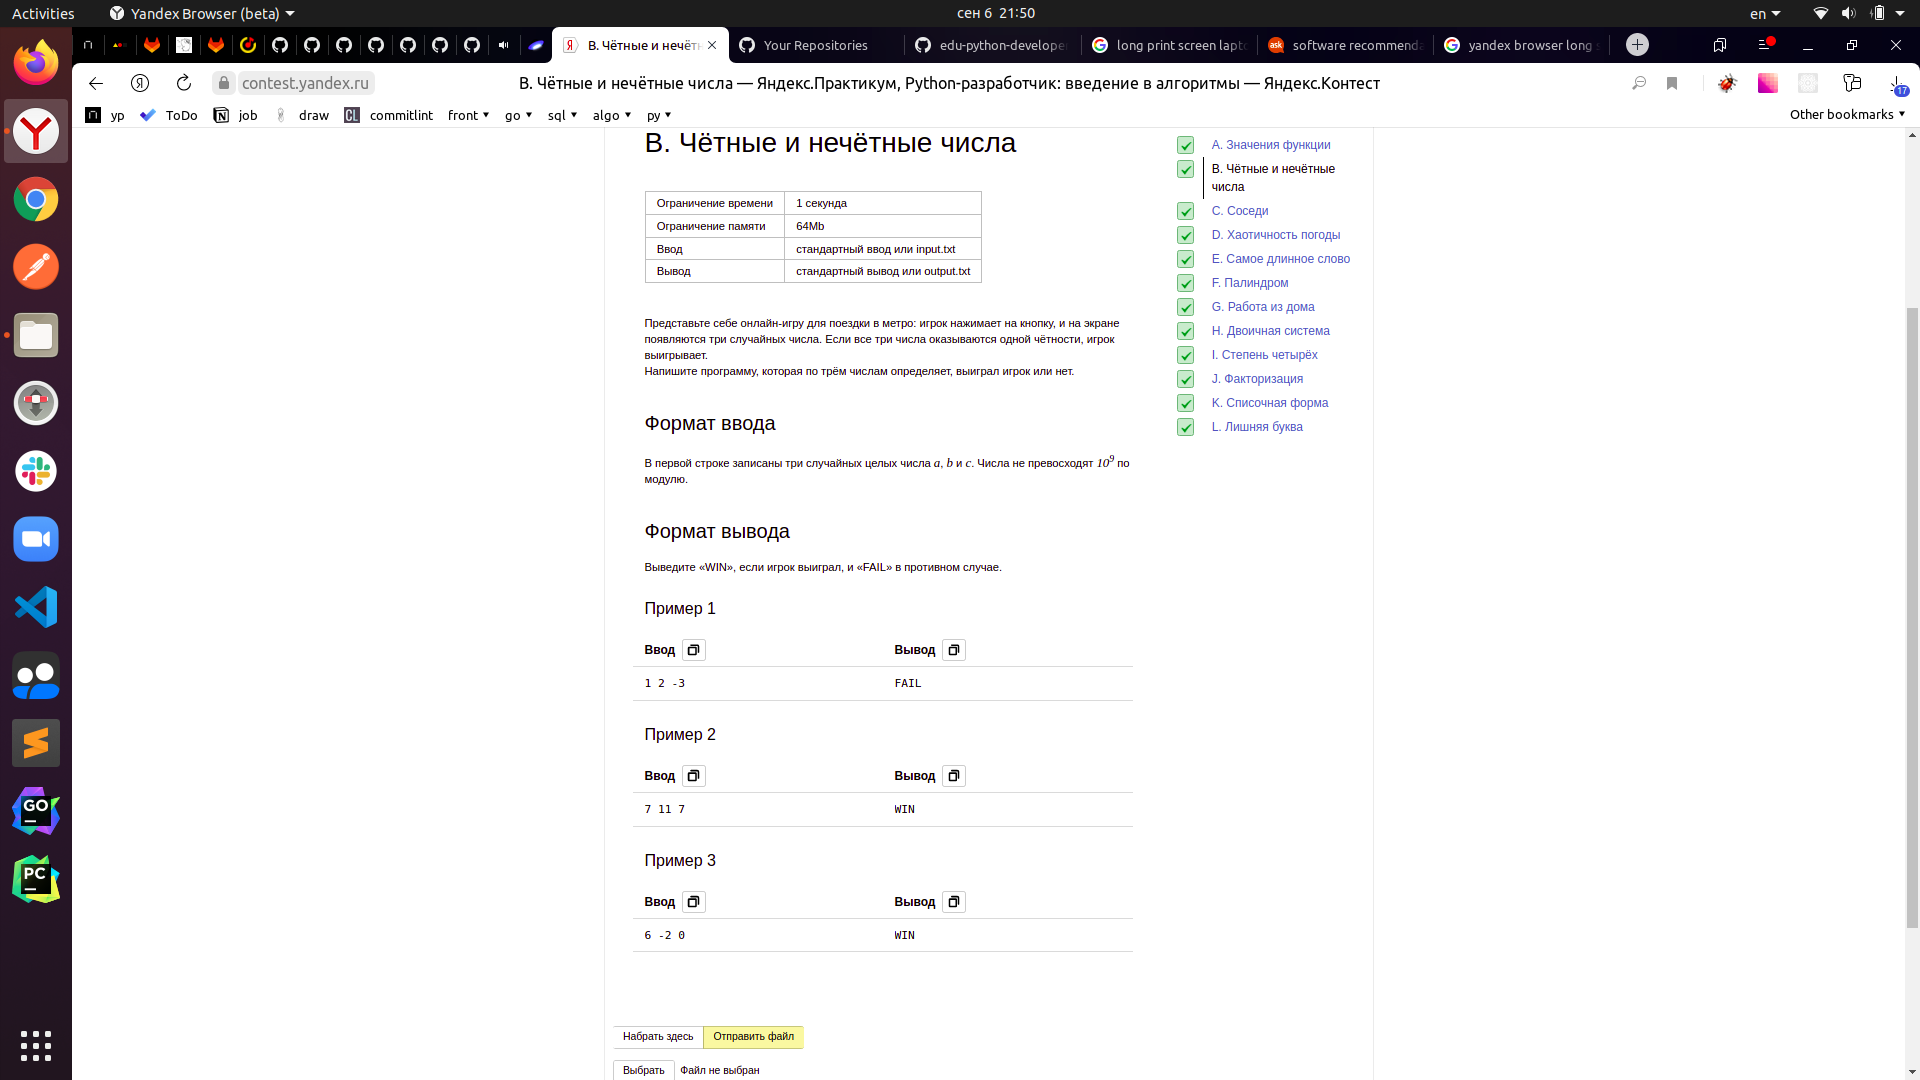 Activities
Yandex Browser (beta)
сен 6 21:50
en
В. Чётные и нечётн
Your Repositories
edu-python-develope
long print screen lapt
ask
software recommend
yandex browser long s
contest.yandex.ru
B. Чётные и нечётные числа — Яндекс.Практикум, Python-разработчик: введение в алгоритмы — Яндекс.Контест
17
yp
ToDo
job
draw
CL
commitlint
front
go
sql
algo
py
Other bookmarks
B. Чётные и нечётные числа
Ограничение времени 1 секунда
Ограничение памяти 64Mb
Ввод стандартный ввод или input.txt
Вывод стандартный вывод или output.txt
Представьте себе онлайн-игру для поездки в метро: игрок нажимает на кнопку, и на экране
появляются три случайных числа. Если все три числа оказываются одной чётности, игрок
выигрывает.
Напишите программу, которая по трём числам определяет, выиграл игрок или нет.
Формат ввода
В первой строке записаны три случайных целых числа a, b и c. Числа не превосходят 10^9 по
модулю.
Формат вывода
Выведите «WIN», если игрок выиграл, и «FAIL» в противном случае.
Пример 1
Ввод Вывод
1 2 -3 FAIL
Пример 2
Ввод Вывод
7 11 7 WIN
Пример 3
Ввод Вывод
6 -2 0 WIN
Набрать здесь
Отправить файл
Выбрать
Файл не выбран
A. Значения функции
B. Чётные и нечётные
числа
C. Соседи
D. Хаотичность погоды
E. Самое длинное слово
F. Палиндром
G. Работа из дома
H. Двоичная система
I. Степень четырёх
J. Факторизация
K. Списочная форма
L. Лишняя буква
GO
PC